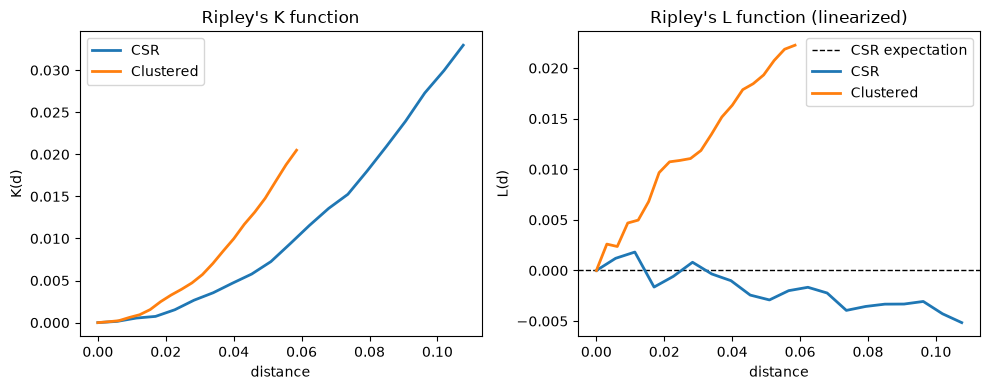 Ripley's K function
CSR
Clustered
K(d)
0.030
0.025
0.020
0.015
0.010
0.005
0.000
0.00 0.02 0.04 0.06 0.08 0.10
distance
Ripley's L function (linearized)
CSR expectation
CSR
Clustered
L(d)
0.020
0.015
0.010
0.005
0.000
−0.005
0.00 0.02 0.04 0.06 0.08 0.10
distance